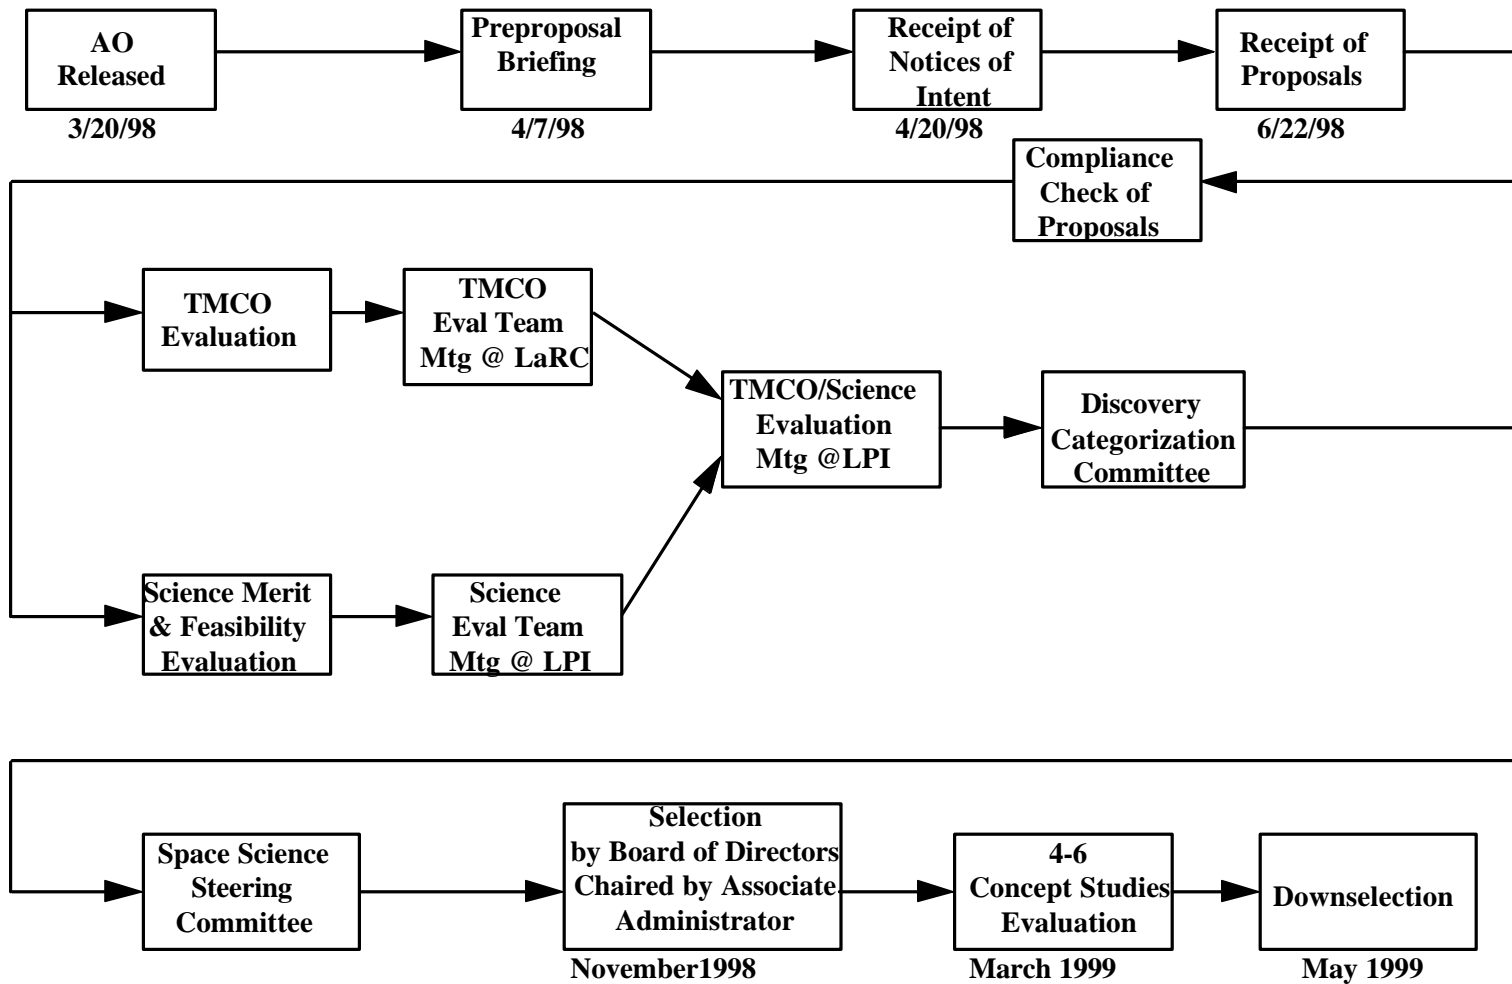 AO
Released
3/20/98
Preproposal
Briefing
4/7/98
Receipt of
Notices of
Intent
4/20/98
Receipt of
Proposals
6/22/98
Compliance
Check of
Proposals
TMCO
Evaluation
TMCO
Eval Team
Mtg @ LaRC
Science Merit
& Feasibility
Evaluation
Science
Eval Team
Mtg @ LPI
TMCO/Science
Evaluation
Mtg @LPI
Discovery
Categorization
Committee
Space Science
Steering
Committee
Selection
by Board of Directors
Chaired by Associate
Administrator
November1998
4-6
Concept Studies
Evaluation
March 1999
Downselection
May 1999